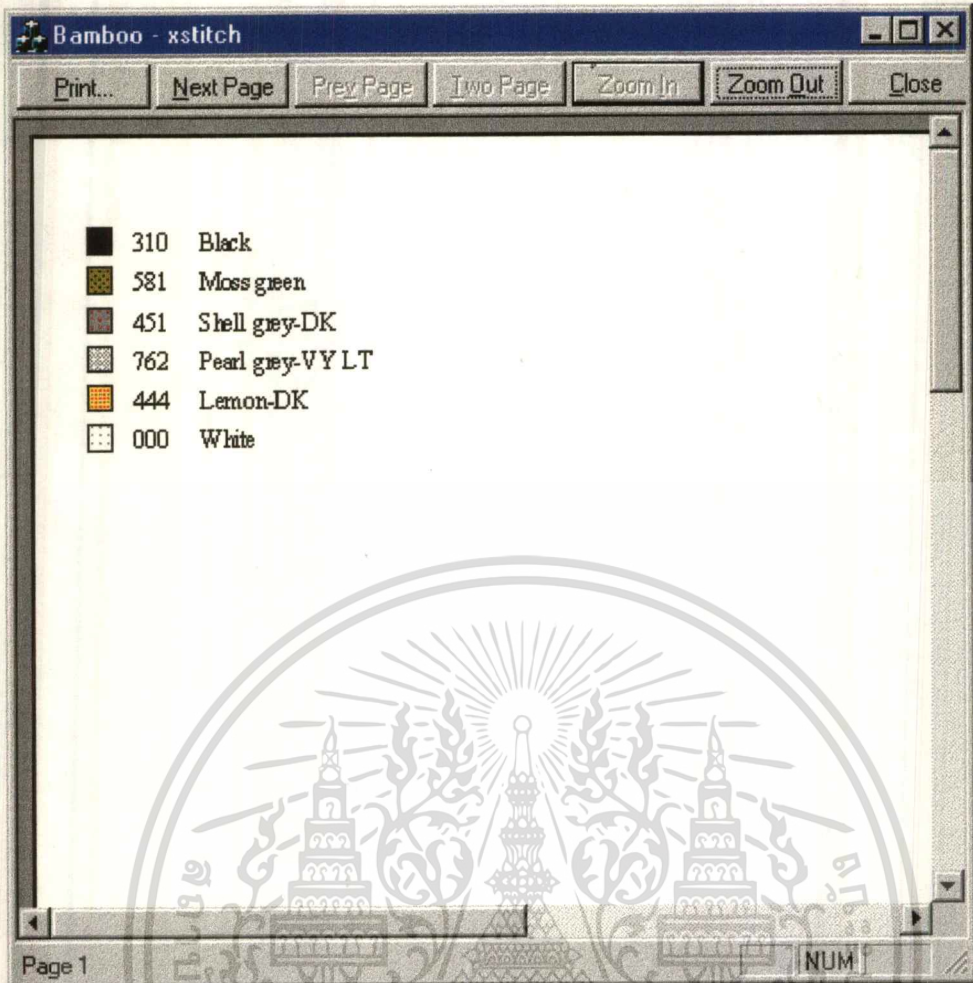 Bamboo - xstitch
Print... Next Page Prev Page Two Page Zoom In Zoom Out Close
310 Black
581 Moss green
451 Shell grey-DK
762 Pearl grey-VY LT
444 Lemon-DK
000 White
Page 1 NUM